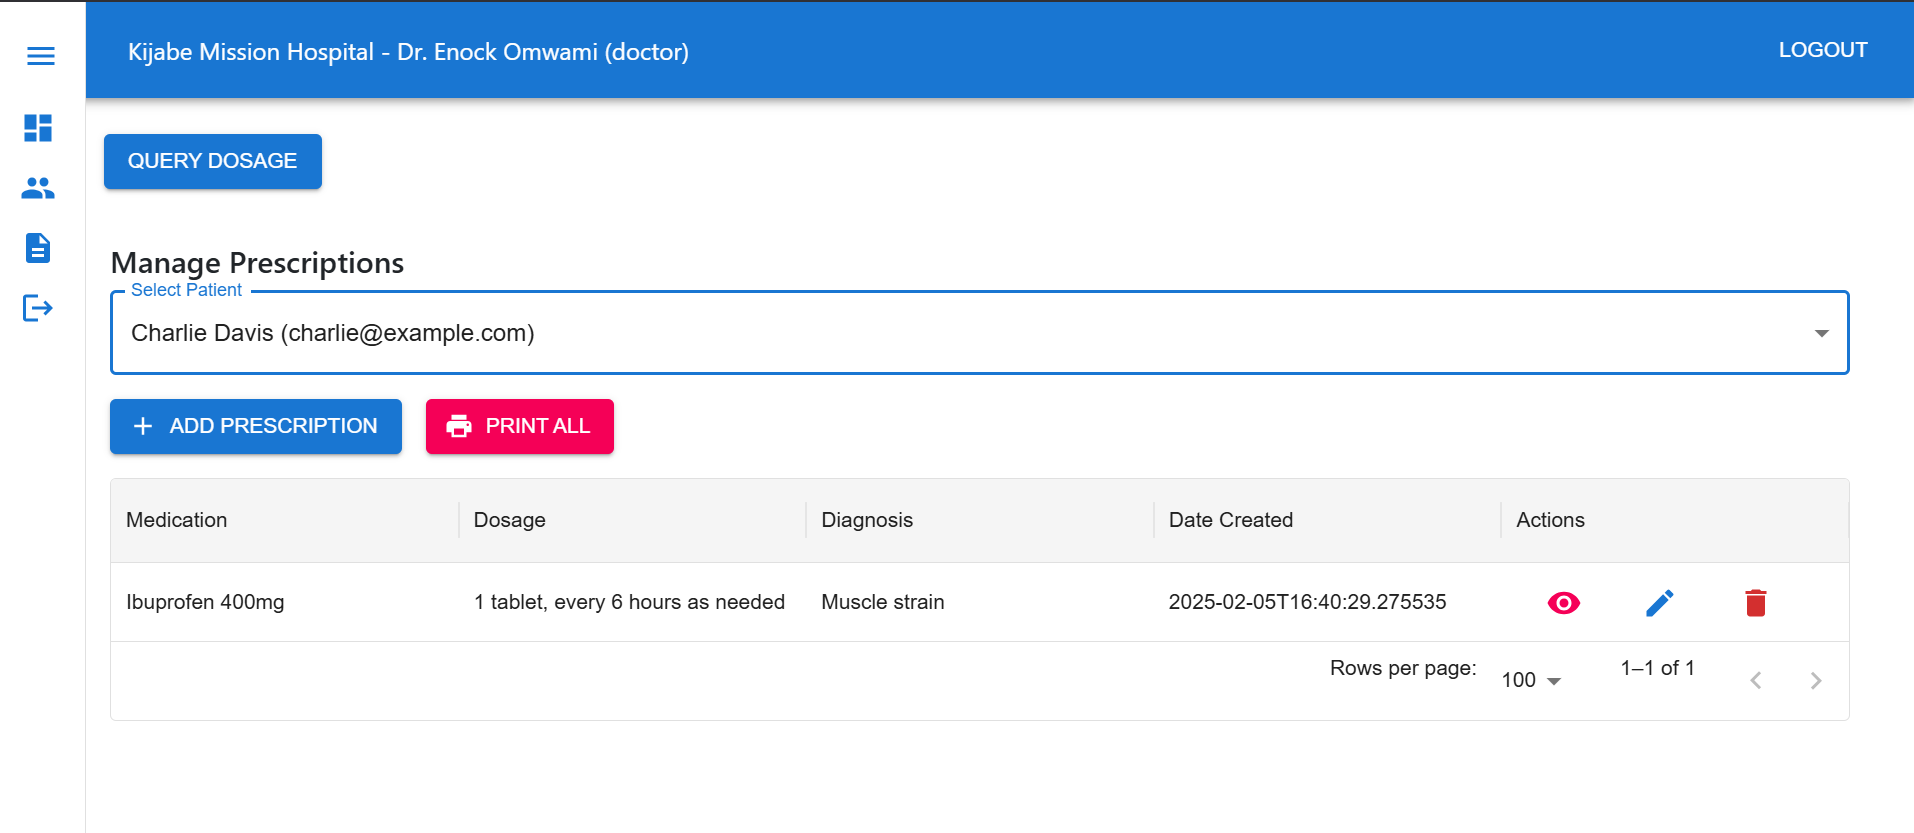 Kijabe Mission Hospital - Dr. Enock Omwami (doctor)
LOGOUT
QUERY DOSAGE
Manage Prescriptions
Select Patient
Charlie Davis (charlie@example.com)
ADD PRESCRIPTION
PRINT ALL
Medication Dosage Diagnosis Date Created Actions
Ibuprofen 400mg 1 tablet, every 6 hours as needed Muscle strain 2025-02-05T16:40:29.275535
Rows per page: 100 1–1 of 1